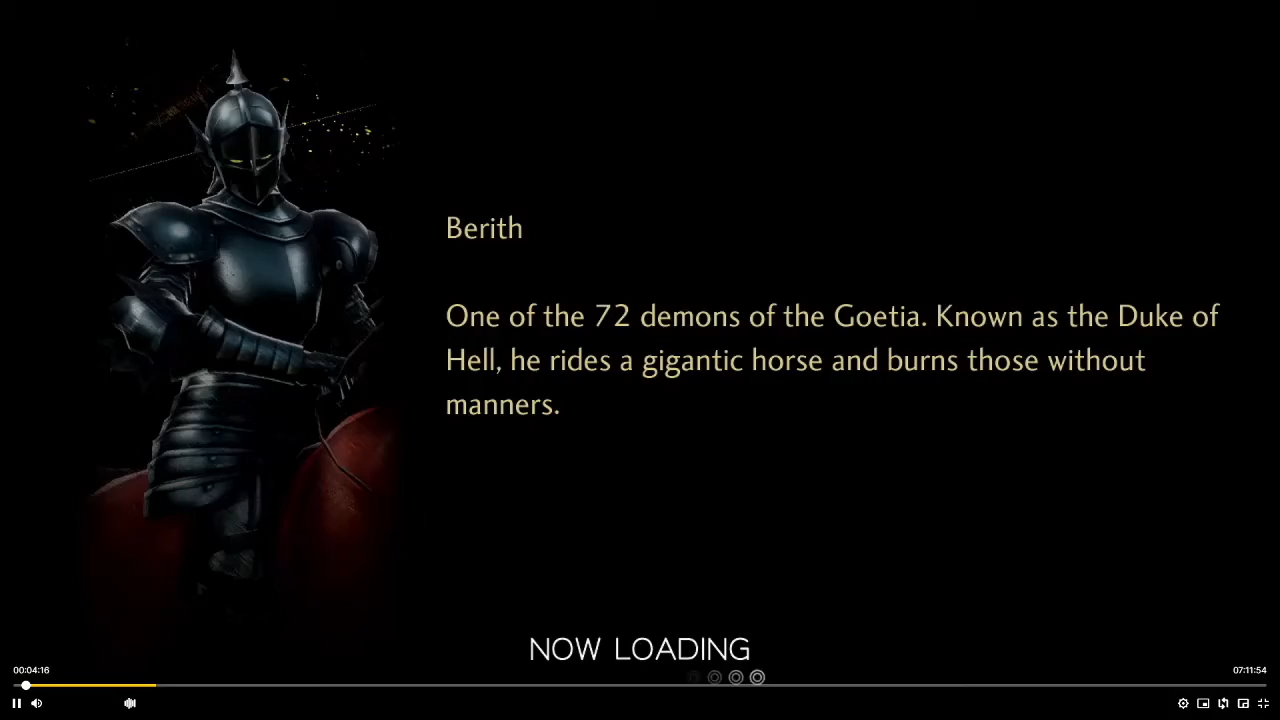 Berith
One of the 72 demons of the Goetia. Known as the Duke of
Hell, he rides a gigantic horse and burns those without
manners.
NOW LOADING
00:04:16
07:11:54